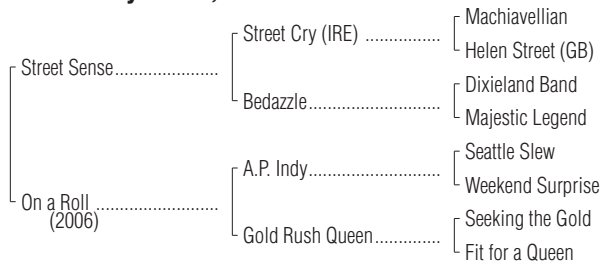 Machiavellian
Street Cry (IRE) ................
Helen Street (GB)
Street Sense......................
Dixieland Band
Bedazzle............................
Majestic Legend
Seattle Slew
A.P. Indy............................
Weekend Surprise
On a Roll ..........................
(2006)
Seeking the Gold
Gold Rush Queen..............
Fit for a Queen